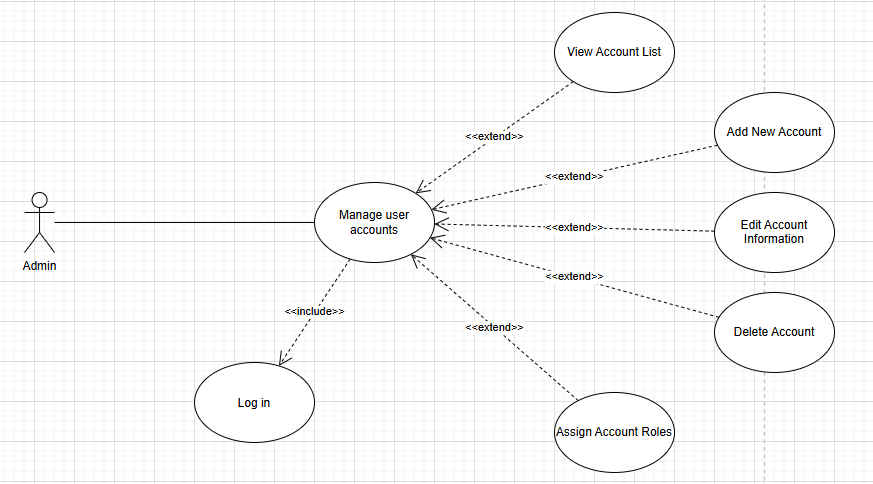 View Account List
<<extend>>
Add New Account
<<extend>>
Manage user
accounts
<<extend>>
Edit Account
Information
Admin
<<extend>>
Delete Account
<<include>>
<<extend>>
Log in
Assign Account Roles